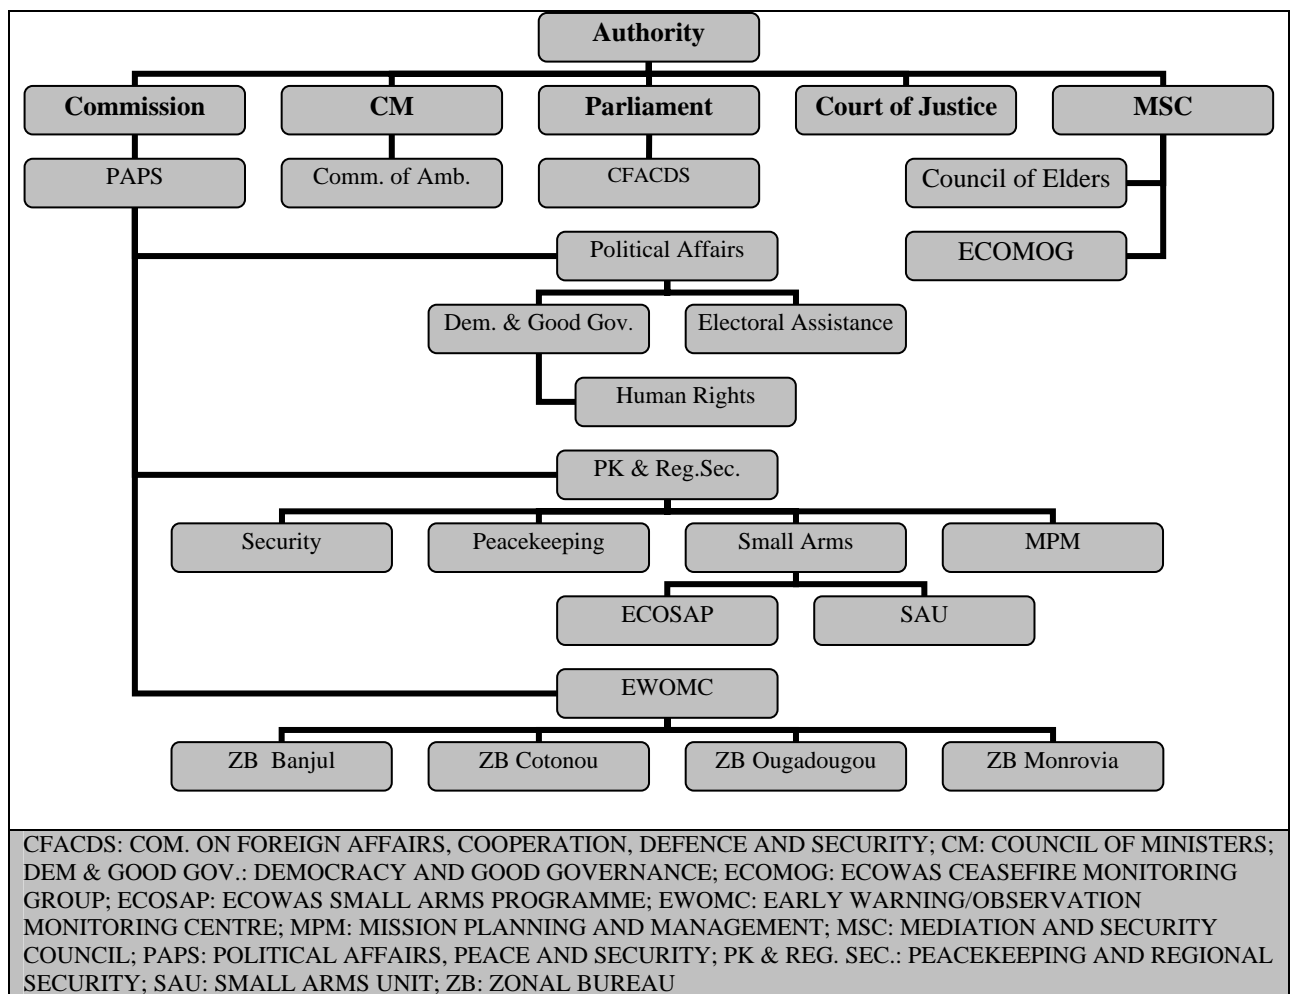 Authority
Commission
CM
Parliament
Court of Justice
MSC
PAPS
Comm. of Amb.
CFACDS
Council of Elders
Political Affairs
ECOMOG
Dem. & Good Gov.
Electoral Assistance
Human Rights
PK & Reg.Sec.
Security
Peacekeeping
Small Arms
MPM
ECOSAP
SAU
EWOMC
ZB  Banjul
ZB Cotonou
ZB Ougadougou
ZB Monrovia
CFACDS: COM. ON FOREIGN AFFAIRS, COOPERATION, DEFENCE AND SECURITY; CM: COUNCIL OF MINISTERS;
DEM & GOOD GOV.: DEMOCRACY AND GOOD GOVERNANCE; ECOMOG: ECOWAS CEASEFIRE MONITORING
GROUP; ECOSAP: ECOWAS SMALL ARMS PROGRAMME; EWOMC: EARLY WARNING/OBSERVATION
MONITORING CENTRE; MPM: MISSION PLANNING AND MANAGEMENT; MSC: MEDIATION AND SECURITY
COUNCIL; PAPS: POLITICAL AFFAIRS, PEACE AND SECURITY; PK & REG. SEC.: PEACEKEEPING AND REGIONAL
SECURITY; SAU: SMALL ARMS UNIT; ZB: ZONAL BUREAU